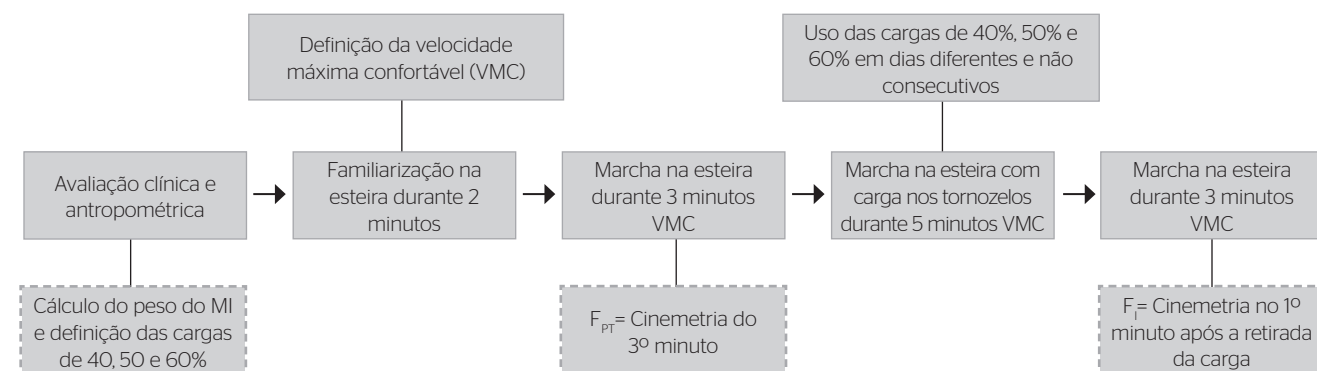 Definição da velocidade
máxima confortável (VMC)
Uso das cargas de 40%, 50% e
60% em dias diferentes e não
consecutivos
Avaliação clínica e
antropométrica
Familiarização na
esteira durante 2
minutos
Marcha na esteira
durante 3 minutos
VMC
Marcha na esteira com
carga nos tornozelos
durante 5 minutos VMC
Marcha na esteira
durante 3 minutos
VMC
Cálculo do peso do MI
e definição das cargas
de 40, 50 e 60%
F_PT= Cinemetria do
3º minuto
F_I= Cinemetria no 1º
minuto após a retirada
da carga